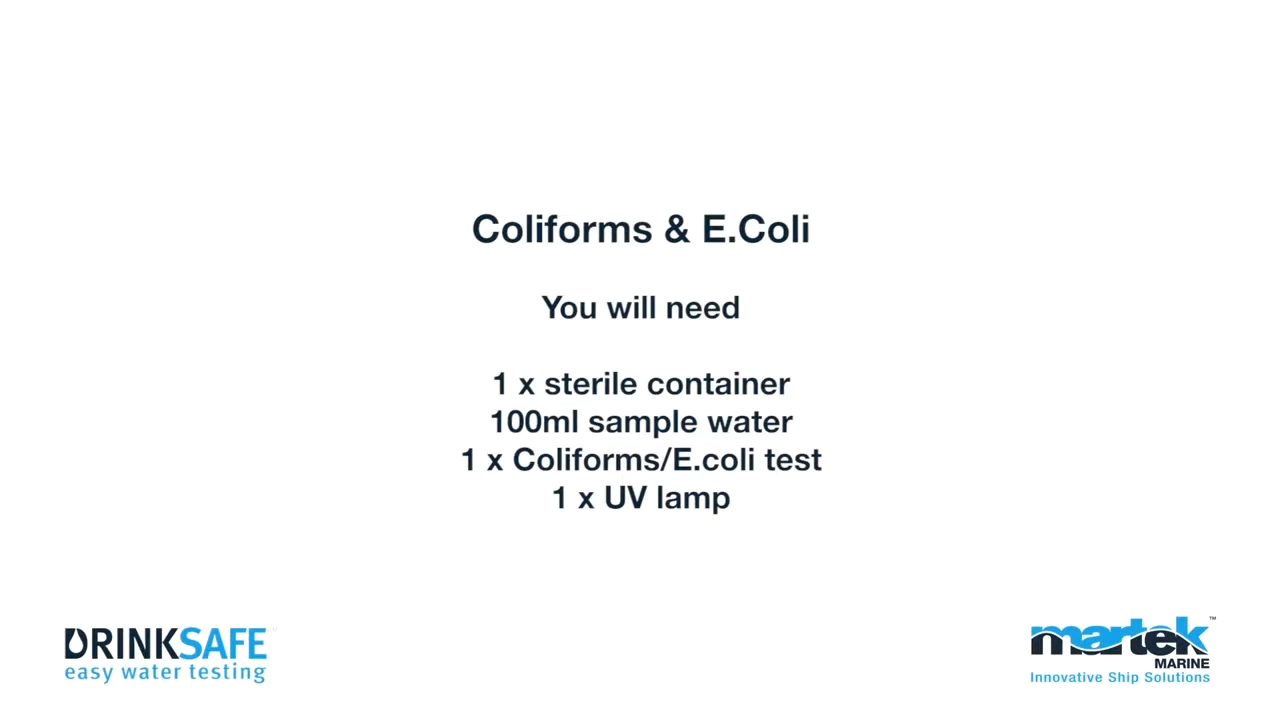 Coliforms & E.Coli
You will need
1 x sterile container
100ml sample water
1 x Coliforms/E.coli test
1 x UV lamp
DRINKSAFE
easy water testing
martek™
MARINE
Innovative Ship Solutions